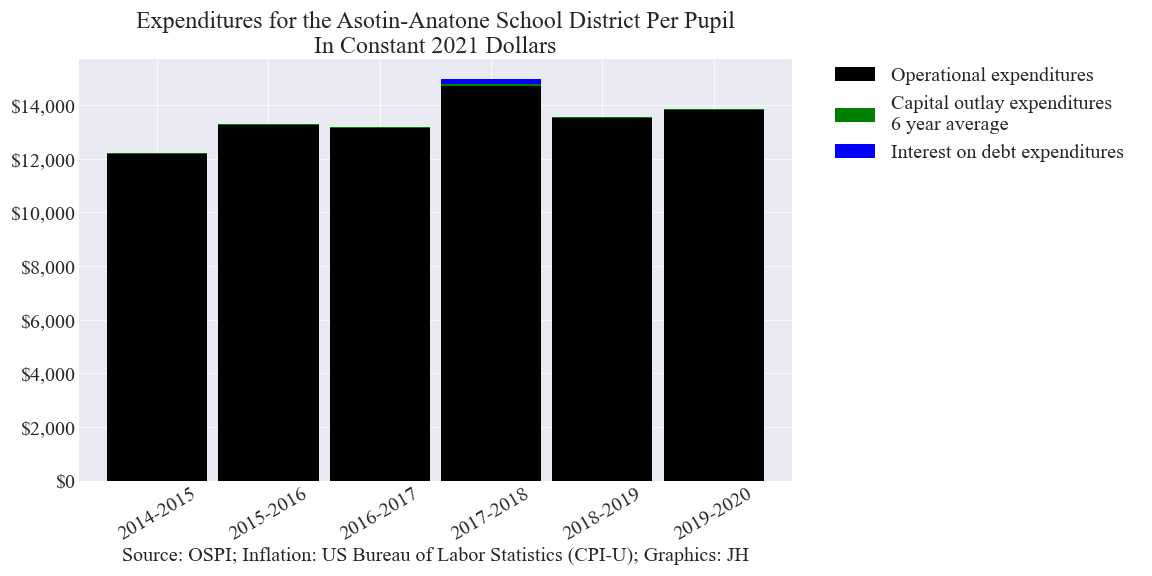 Expenditures for the Asotin-Anatone School District Per Pupil
In Constant 2021 Dollars
Operational expenditures
Capital outlay expenditures
6 year average
Interest on debt expenditures
$14,000
$12,000
$10,000
$8,000
$6,000
$4,000
$2,000
$0
2014-2015
2015-2016
2016-2017
2017-2018
2018-2019
2019-2020
Source: OSPI; Inflation: US Bureau of Labor Statistics (CPI-U); Graphics: JH